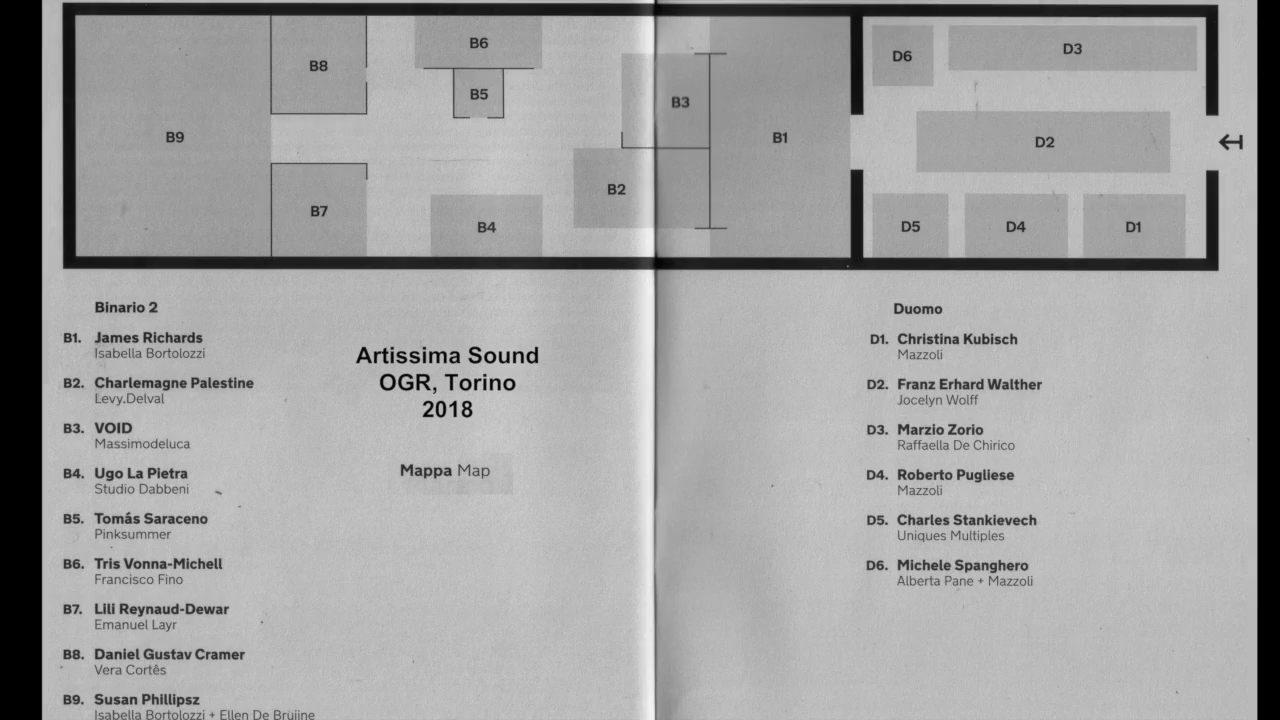 B9
B8
B7
B6
B5
B4
B3
B2
B1
D6
D3
D2
D5
D4
D1
Binario 2
B1. James Richards
Isabella Bortolozzi
B2. Charlemagne Palestine
Levy.Delval
B3. VOID
Massimodeluca
B4. Ugo La Pietra
Studio Dabbeni
B5. Tomás Saraceno
Pinksummer
B6. Tris Vonna-Michell
Francisco Fino
B7. Lili Reynaud-Dewar
Emanuel Layr
B8. Daniel Gustav Cramer
Vera Cortês
B9. Susan Phillipsz
Isabella Bortolozzi + Ellen De Bruijne
Artissima Sound
OGR, Torino
2018
Mappa Map
Duomo
D1. Christina Kubisch
Mazzoli
D2. Franz Erhard Walther
Jocelyn Wolff
D3. Marzio Zorio
Raffaella De Chirico
D4. Roberto Pugliese
Mazzoli
D5. Charles Stankievech
Uniques Multiples
D6. Michele Spanghero
Alberta Pane + Mazzoli